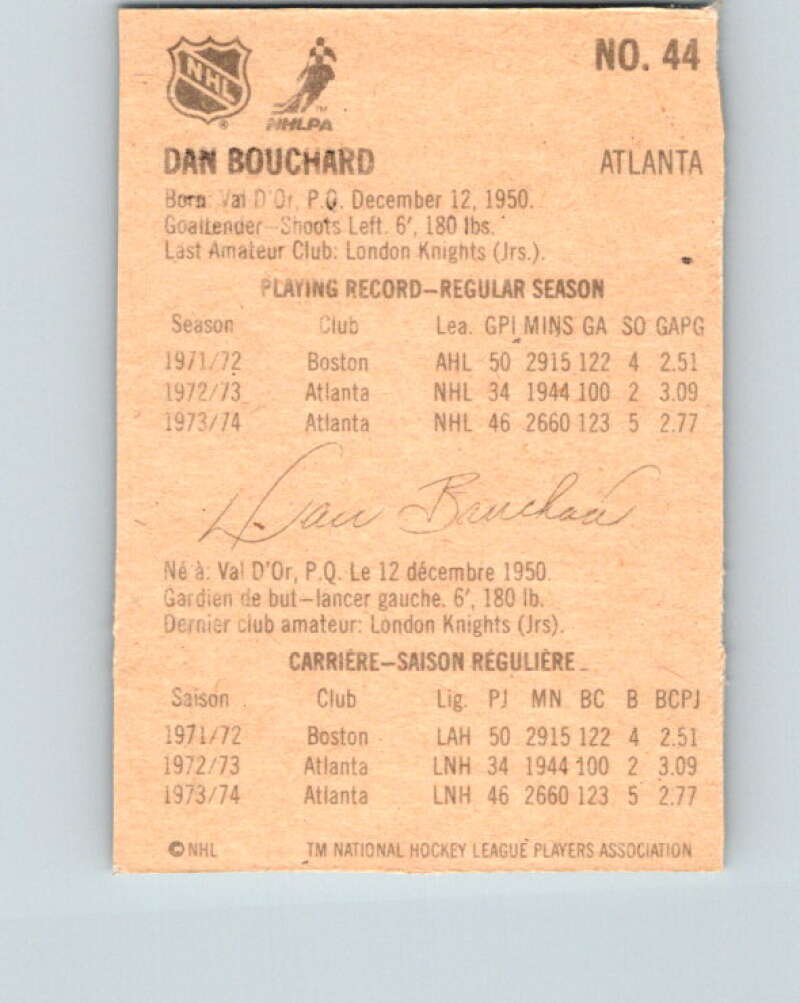 NHL
NHLPA
TM
NO. 44
DAN BOUCHARD ATLANTA
Born: Val D'Or, P.Q. December 12, 1950.
Goaltender—Shoots Left. 6', 180 lbs.
Last Amateur Club: London Knights (Jrs.).
PLAYING RECORD—REGULAR SEASON
Season Club Lea. GPI MINS GA SO GAPG
1971/72 Boston AHL 50 2915 122 4 2.51
1972/73 Atlanta NHL 34 1944 100 2 3.09
1973/74 Atlanta NHL 46 2660 123 5 2.77
Dan Bouchard
Né à: Val D'Or, P.Q. Le 12 décembre 1950.
Gardien de but—lancer gauche. 6', 180 lb.
Dernier club amateur: London Knights (Jrs).
CARRIÈRE—SAISON RÉGULIÈRE
Saison Club Lig. PJ MN BC B BCPJ
1971/72 Boston LAH 50 2915 122 4 2.51
1972/73 Atlanta LNH 34 1944 100 2 3.09
1973/74 Atlanta LNH 46 2660 123 5 2.77
© NHL TM NATIONAL HOCKEY LEAGUE PLAYERS ASSOCIATION